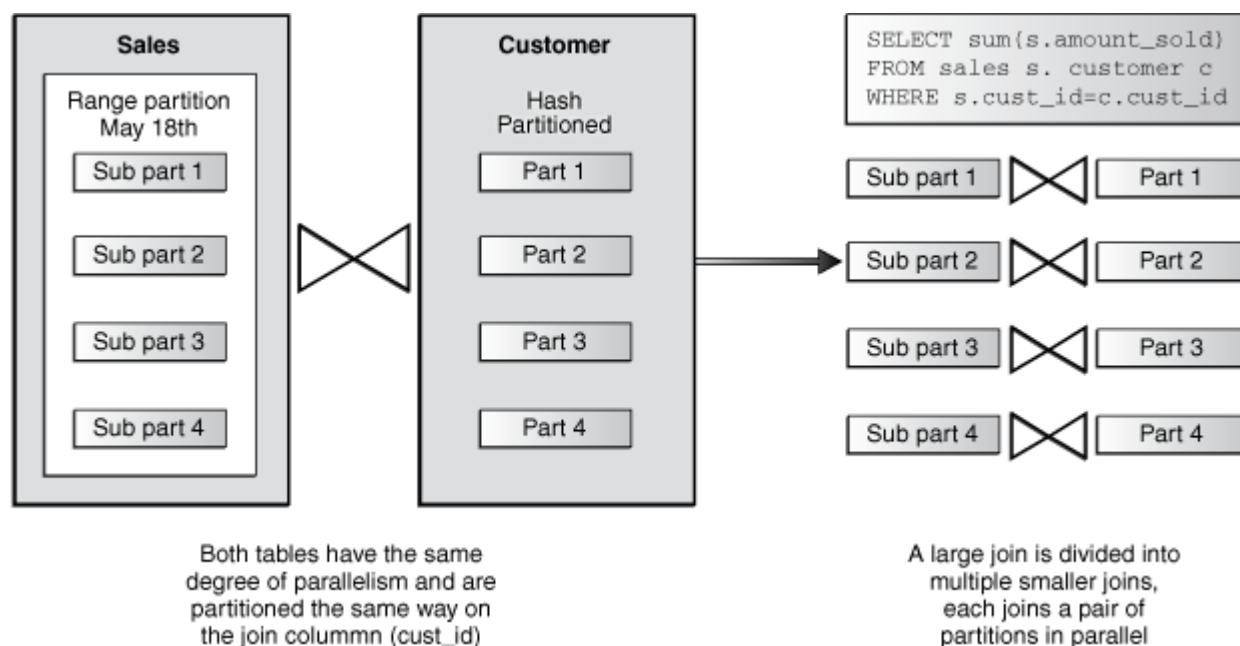 Sales
Range partition
May 18th
Sub part 1
Sub part 2
Sub part 3
Sub part 4
Customer
Hash
Partitioned
Part 1
Part 2
Part 3
Part 4
Both tables have the same
degree of parallelism and are
partitioned the same way on
the join colummn (cust_id)
SELECT sum(s.amount_sold)
FROM sales s. customer c
WHERE s.cust_id=c.cust_id
Sub part 1 Part 1
Sub part 2 Part 2
Sub part 3 Part 3
Sub part 4 Part 4
A large join is divided into
multiple smaller joins,
each joins a pair of
partitions in parallel